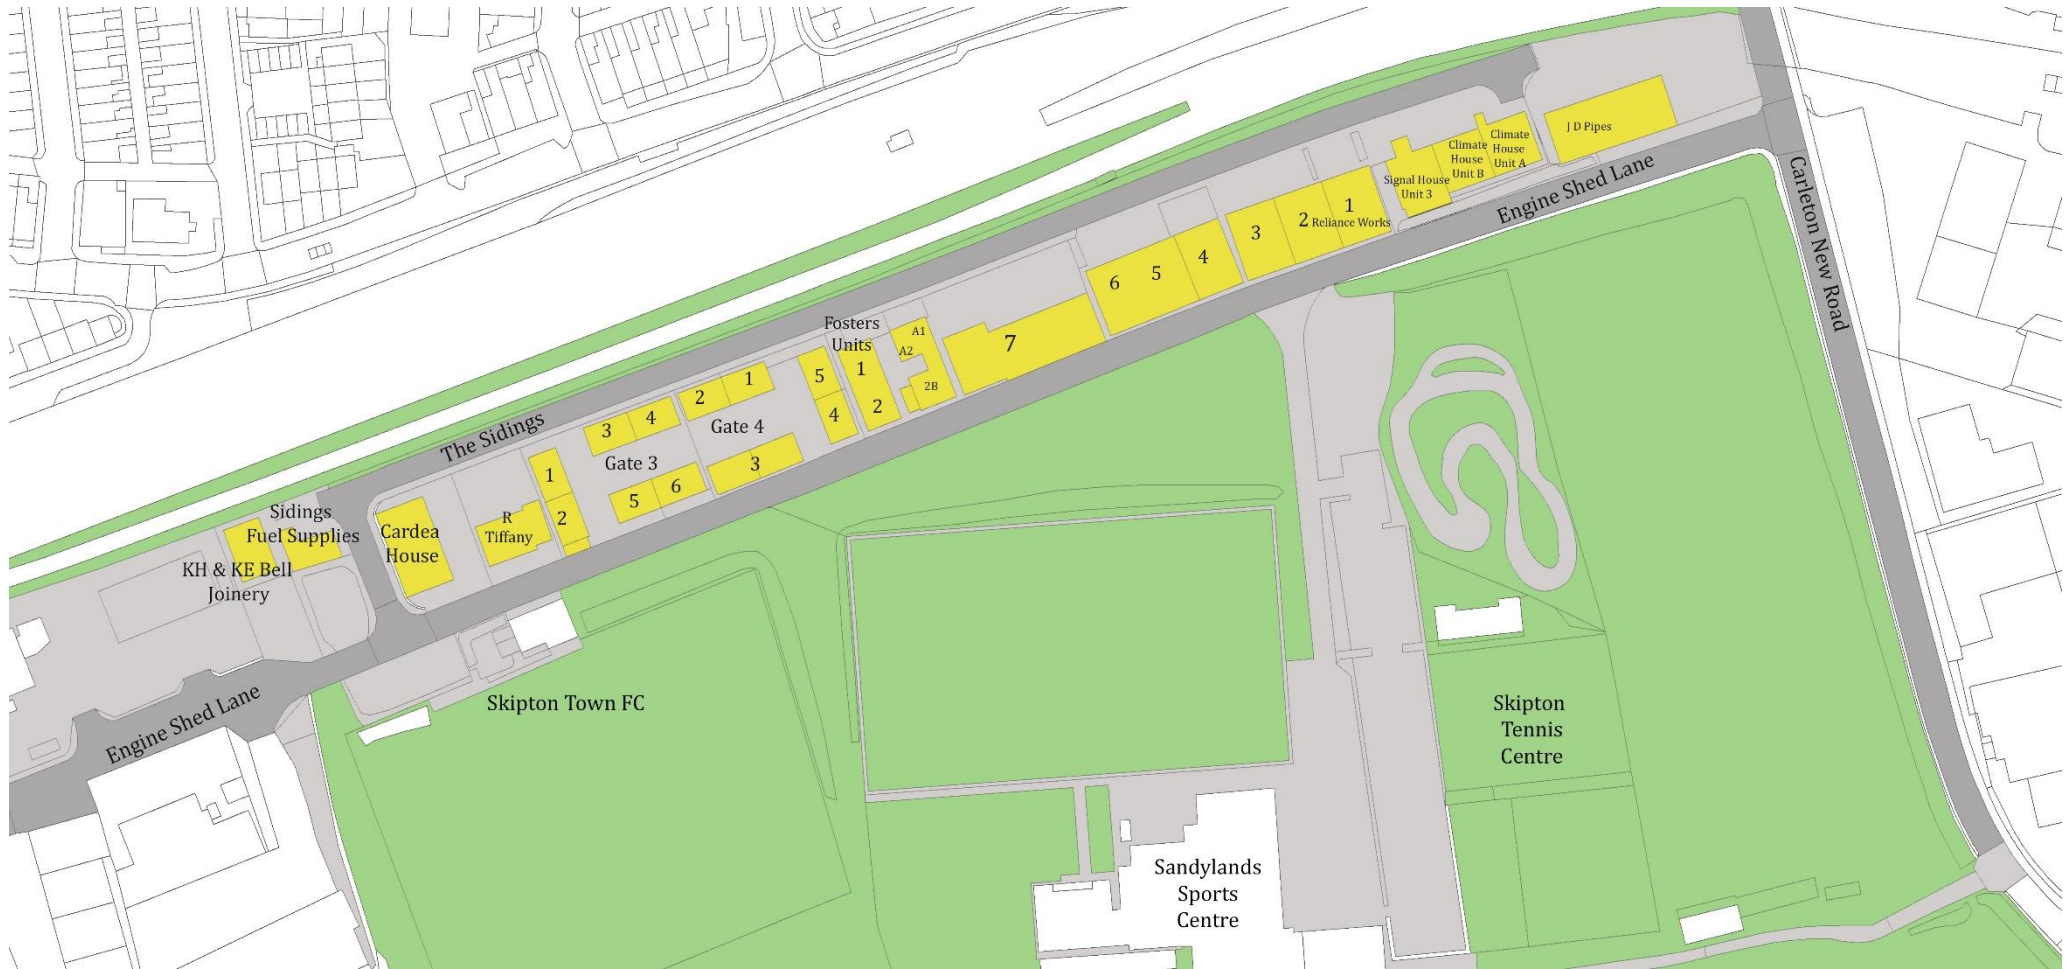 J D Pipes
Climate
House
Unit A
Climate
House
Unit B
Signal House
Unit 3
Engine Shed Lane
Carleton New Road
1
Reliance Works
2
3
4
5
6
7
Fosters
Units
A1
A2
2B
1
2
5
4
1
2
Gate 4
3
The Sidings
4
3
Gate 3
6
5
1
2
R
Tiffany
Cardea
House
Sidings
Fuel Supplies
KH & KE Bell
Joinery
Engine Shed Lane
Skipton Town FC
Skipton
Tennis
Centre
Sandylands
Sports
Centre